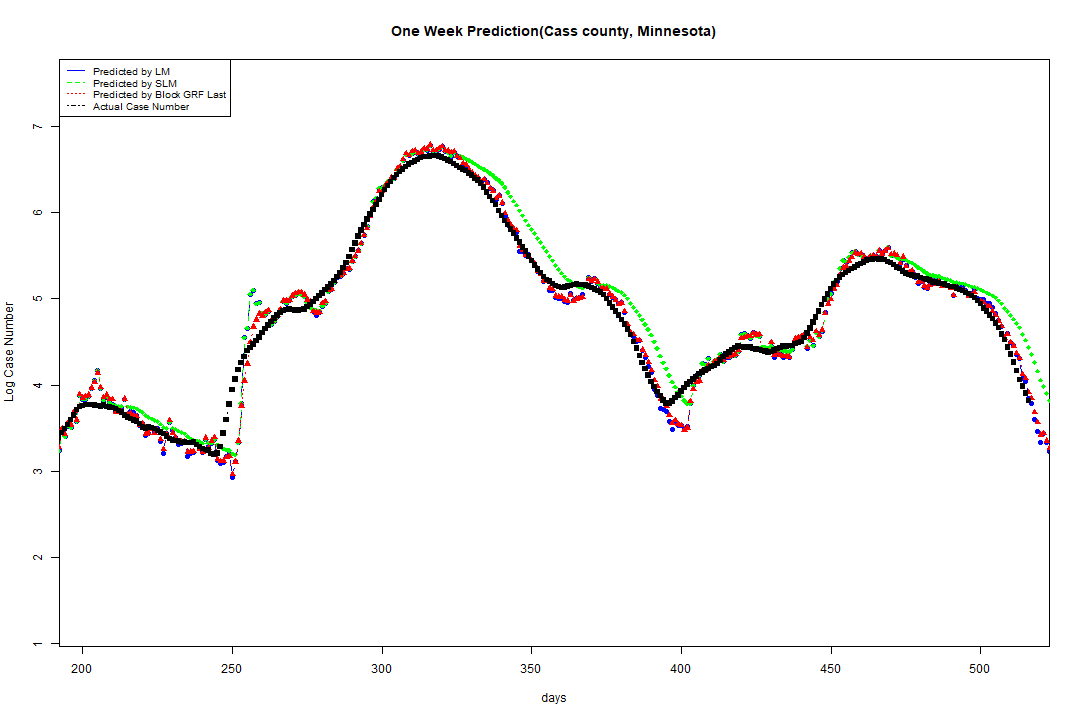 One Week Prediction(Cass county, Minnesota)
Predicted by LM
Predicted by SLM
Predicted by Block GRF Last
Actual Case Number
7
6
5
4
3
2
1
Log Case Number
200 250 300 350 400 450 500
days